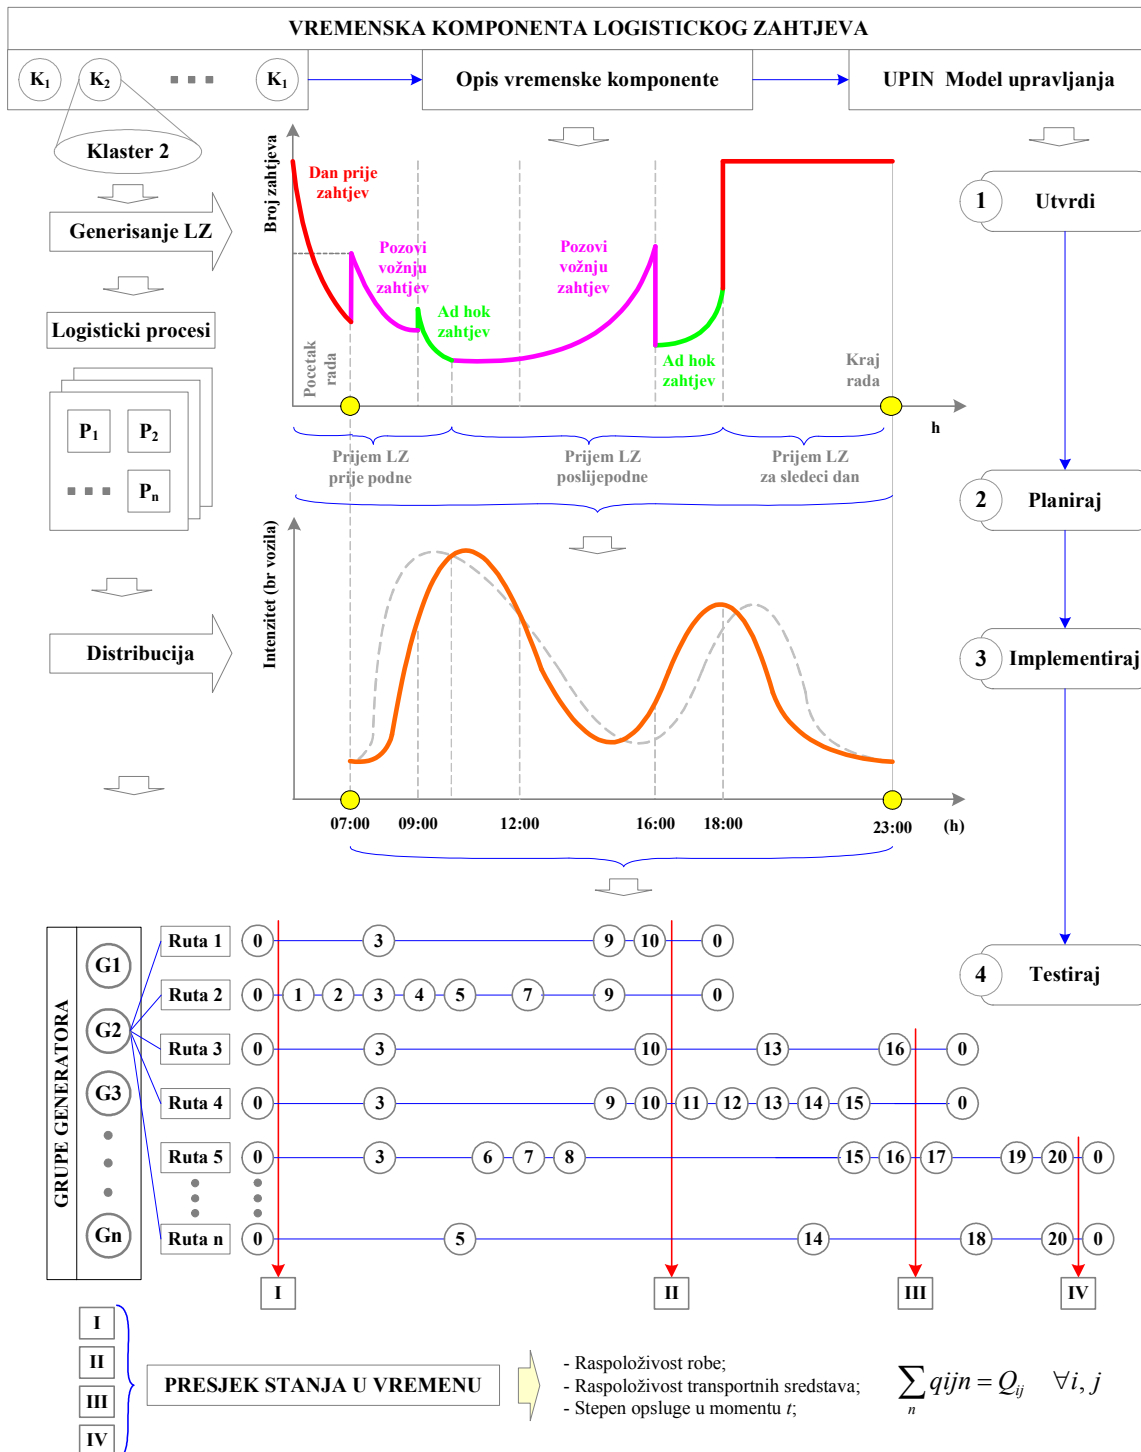 VREMENSKA KOMPONENTA LOGISTICKOG ZAHTJEVA
K1 K2 K1
Opis vremenske komponente
UPIN Model upravljanja
Klaster 2
Generisanje LZ
Logisticki procesi
P1 P2
Pn
Distribucija
Broj zahtjeva
Dan prije
zahtjev
Pozovi
vožnju
zahtjev
Ad hok
zahtjev
Pozovi
vožnju
zahtjev
Ad hok
zahtjev
Pocetak
rada
Kraj
rada
h
Prijem LZ
prije podne
Prijem LZ
poslijepodne
Prijem LZ
za sledeci dan
Intenzitet (br vozila)
07:00 09:00 12:00 16:00 18:00 23:00 (h)
1 Utvrdi
2 Planiraj
3 Implementiraj
4 Testiraj
GRUPE GENERATORA
G1
G2
G3
Gn
Ruta 1 0 3 9 10 0
Ruta 2 0 1 2 3 4 5 7 9 0
Ruta 3 0 3 10 13 16 0
Ruta 4 0 3 9 10 11 12 13 14 15 0
Ruta 5 0 3 6 7 8 15 16 17 19 20 0
Ruta n 0 5 14 18 20 0
I II III IV
I
II
III
IV
PRESJEK STANJA U VREMENU
- Raspoloživost robe;
- Raspoloživost transportnih sredstava;
- Stepen opsluge u momentu t;
∑n qijn = Qij ∀i, j